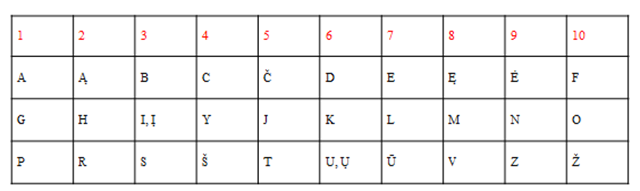 1 2 3 4 5 6 7 8 9 10
A Ą B C Č D E Ę Ė F
G H I, Į Y J K L M N O
P R S Š T U, Ų Ū V Z Ž